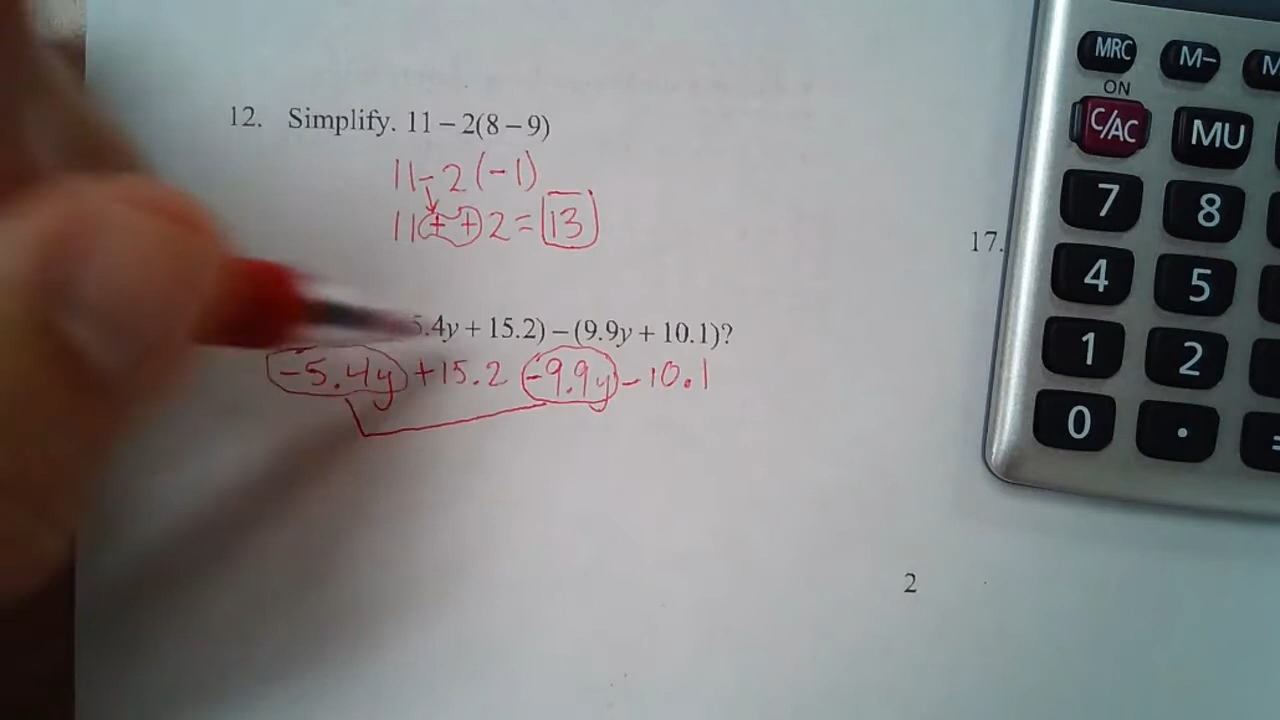 12. Simplify. 11 – 2(8 – 9)
11 - 2 (-1)
11 + + 2 = 13
5.4y + 15.2) – (9.9y + 10.1)?
-5.4y + 15.2 -9.9y - 10.1
17.
2
MRC M–
ON
C/AC MU
7 8
4 5
1 2
0 .